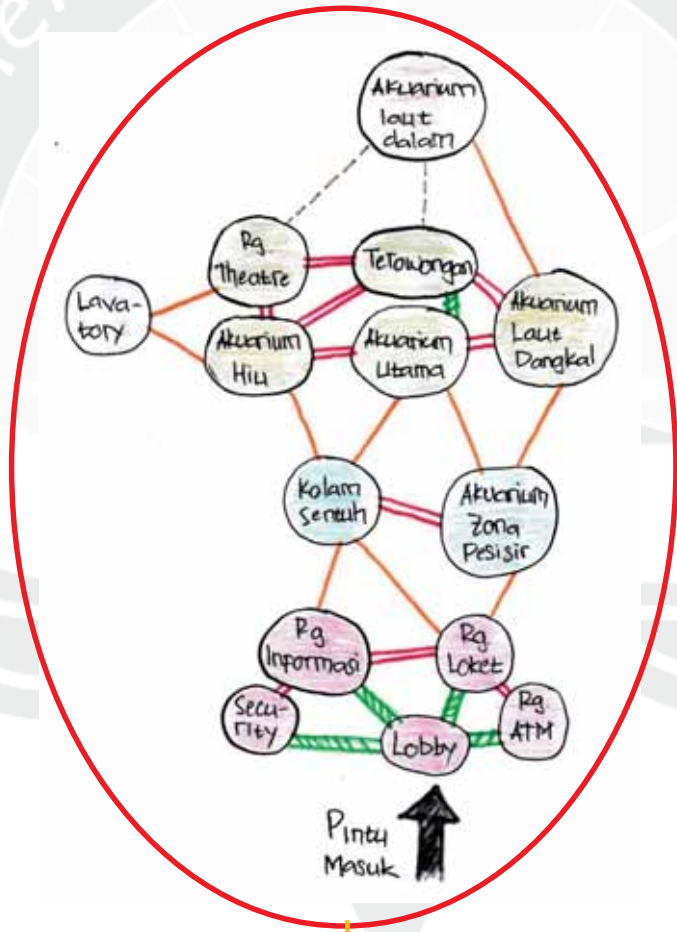 Akuarium
laut
dalam
Rg
Theatre
Terowongan
Lava-
tory
Akuarium
Hiu
Akuarium
Utama
Akuarium
Laut
Dangkal
Kolam
Sentuh
Akuarium
Zona
Pesisir
Rg
Informasi
Rg
Loket
Secu-
rity
Lobby
Rg
ATM
Pintu
Masuk